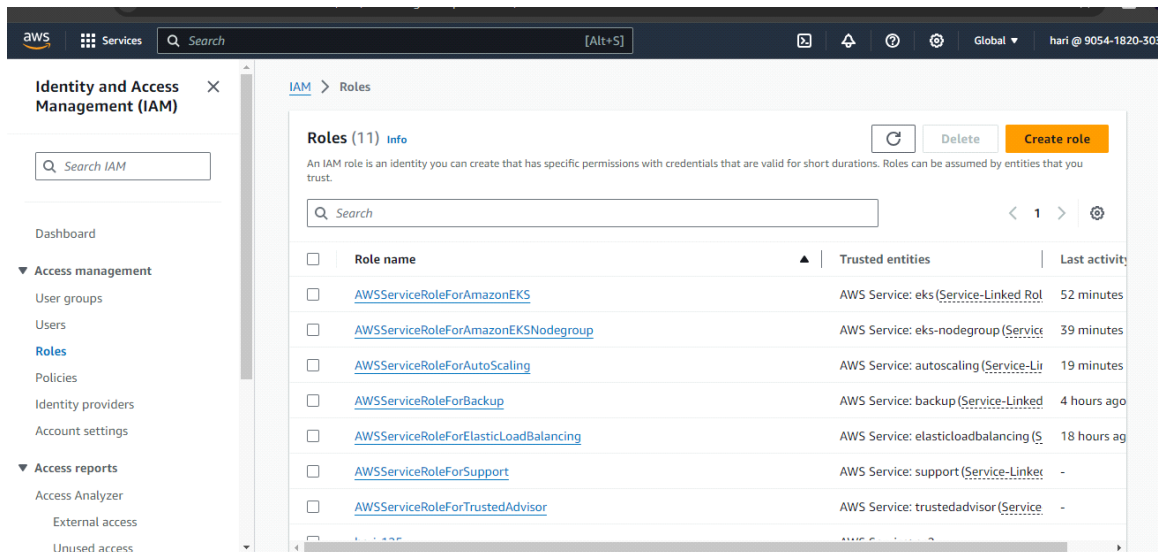 aws
Services
Search
[Alt+S]
Global
hari @ 9054-1820-303
Identity and Access
Management (IAM)
Search IAM
Dashboard
Access management
User groups
Users
Roles
Policies
Identity providers
Account settings
Access reports
Access Analyzer
External access
Unused access
IAM > Roles
Roles (11) Info
Delete
Create role
An IAM role is an identity you can create that has specific permissions with credentials that are valid for short durations. Roles can be assumed by entities that you
trust.
Search
1
Role name Trusted entities Last activity
AWSServiceRoleForAmazonEKS AWS Service: eks (Service-Linked Rol 52 minutes
AWSServiceRoleForAmazonEKSNodegroup AWS Service: eks-nodegroup (Service 39 minutes
AWSServiceRoleForAutoScaling AWS Service: autoscaling (Service-Lin 19 minutes
AWSServiceRoleForBackup AWS Service: backup (Service-Linked 4 hours ago
AWSServiceRoleForElasticLoadBalancing AWS Service: elasticloadbalancing (S 18 hours ag
AWSServiceRoleForSupport AWS Service: support (Service-Linked -
AWSServiceRoleForTrustedAdvisor AWS Service: trustedadvisor (Service -